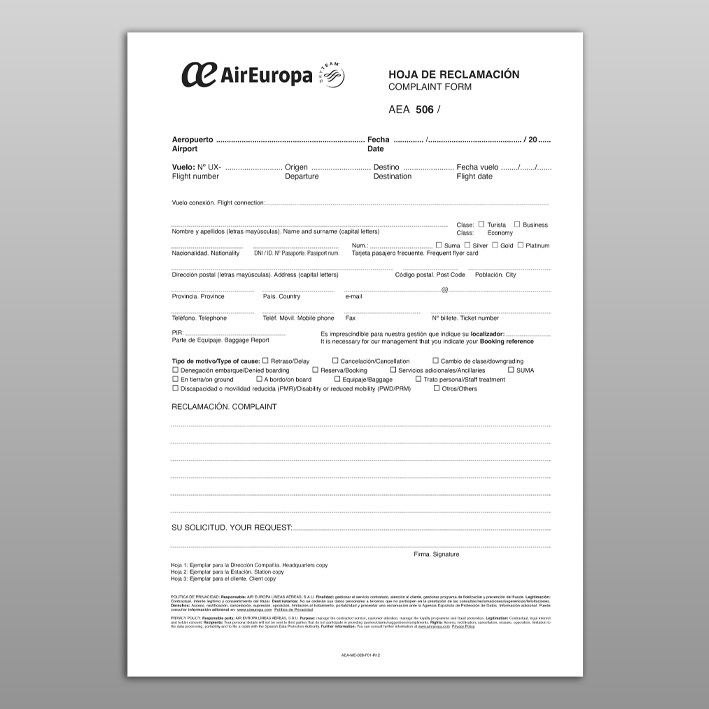 AirEuropa SKYTEAM
HOJA DE RECLAMACIÓN
COMPLAINT FORM
AEA 506 /
Aeropuerto ........ Fecha ........ /........ / 20 ......
Airport Date
Vuelo: Nº UX- ........ Origen ........ Destino ........ Fecha vuelo ......../......./......
Flight number Departure Destination Flight date
Vuelo conexión. Flight connection:........
Clase: ☐ Turista ☐ Business
Nombre y apellidos (letras mayúsculas). Name and surname (capital letters) Class: Economy
Num.: ........ ☐ Suma ☐ Silver ☐ Gold ☐ Platinum
Nacionalidad. Nationality DNI / ID. Nº Pasaporte. Passport num. Tarjeta pasajero frecuente. Frequent flyer card
Dirección postal (letras mayúsculas). Address (capital letters) Código postal. Post Code Población. City
@
Provincia. Province País. Country e-mail
Teléfono. Telephone Teléf. Móvil. Mobile phone Fax Nº billete. Ticket number
PIR: ........ Es imprescindible para nuestra gestión que indique su localizador:........
Parte de Equipaje. Baggage Report It is necessary for our management that you indicate your Booking reference
Tipo de motivo/Type of cause: ☐ Retraso/Delay ☐ Cancelación/Cancellation ☐ Cambio de clase/downgrading
☐ Denegación embarque/Denied boarding ☐ Reserva/Booking ☐ Servicios adicionales/Ancillaries ☐ SUMA
☐ En tierra/on ground ☐ A bordo/on board ☐ Equipaje/Baggage ☐ Trato personal/Staff treatment
☐ Discapacidad o movilidad reducida (PMR)/Disability or reduced mobility (PWD/PRM) ☐ Otros/Others
RECLAMACIÓN. COMPLAINT
SU SOLICITUD. YOUR REQUEST:........
Firma. Signature.
Hoja 1: Ejemplar para la Dirección Compañía. Headquarters copy
Hoja 2: Ejemplar para la Estación. Station copy
Hoja 3: Ejemplar para el cliente. Client copy